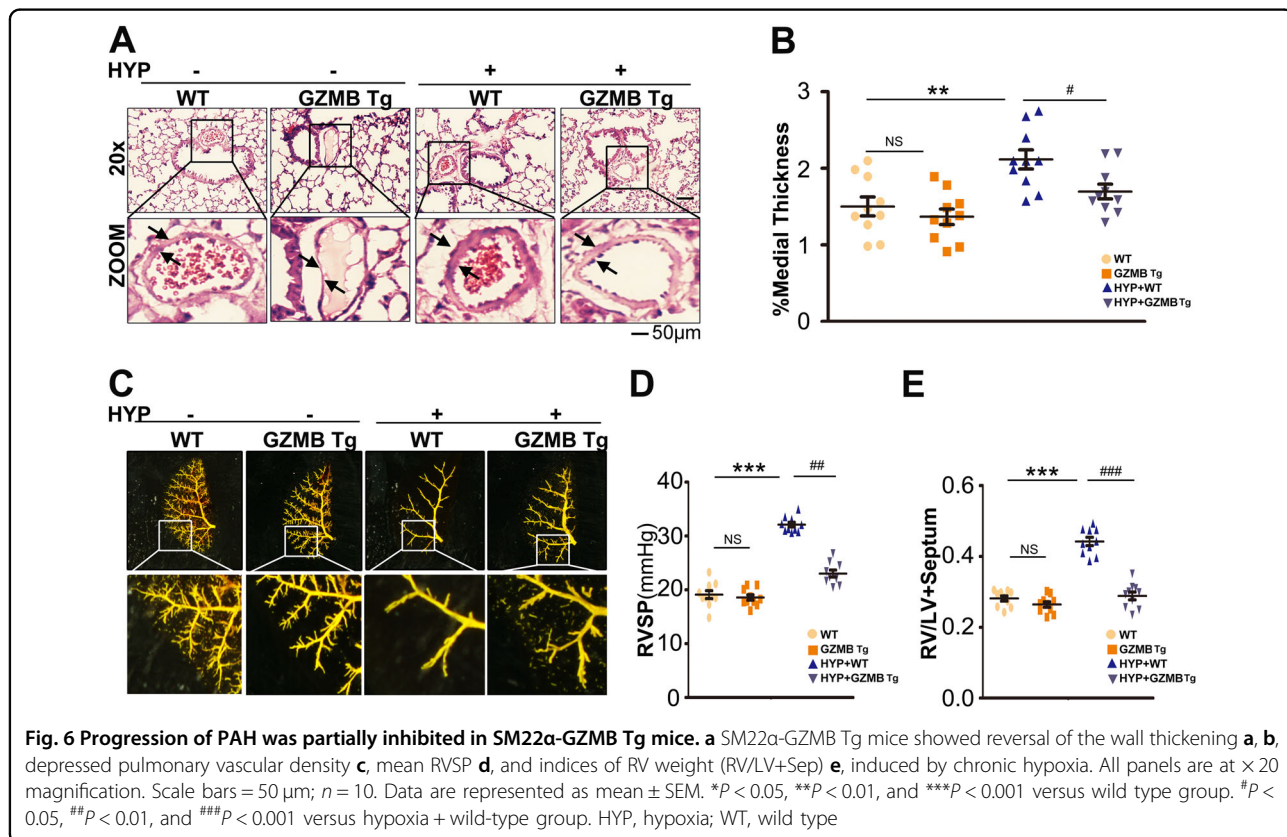 A
HYP - - + +
WT GZMB Tg WT GZMB Tg
20x
ZOOM
50μm
B
%Medial Thickness
3
2
1
0
**
#
NS
WT
GZMB Tg
HYP+WT
HYP+GZMB Tg
C
HYP - - + +
WT GZMB Tg WT GZMB Tg
D
RVSP(mmHg)
40
30
20
10
0
***
##
NS
WT
GZMB Tg
HYP+WT
HYP+GZMB Tg
E
RV/LV+Septum
0.6
0.4
0.2
0.0
***
###
NS
WT
GZMB Tg
HYP+WT
HYP+GZMB Tg
Fig. 6 Progression of PAH was partially inhibited in SM22α-GZMB Tg mice. a SM22α-GZMB Tg mice showed reversal of the wall thickening a, b,
depressed pulmonary vascular density c, mean RVSP d, and indices of RV weight (RV/LV+Sep) e, induced by chronic hypoxia. All panels are at × 20
magnification. Scale bars = 50 μm; n = 10. Data are represented as mean ± SEM. *P < 0.05, **P < 0.01, and ***P < 0.001 versus wild type group. #P <
0.05, ##P < 0.01, and ###P < 0.001 versus hypoxia + wild-type group. HYP, hypoxia; WT, wild type